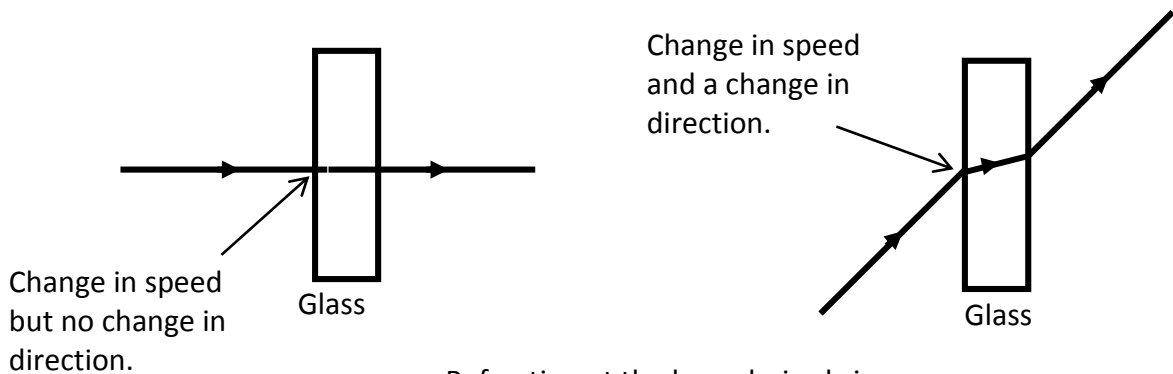 Change in speed
but no change in
direction.
Glass
Change in speed
and a change in
direction.
Glass